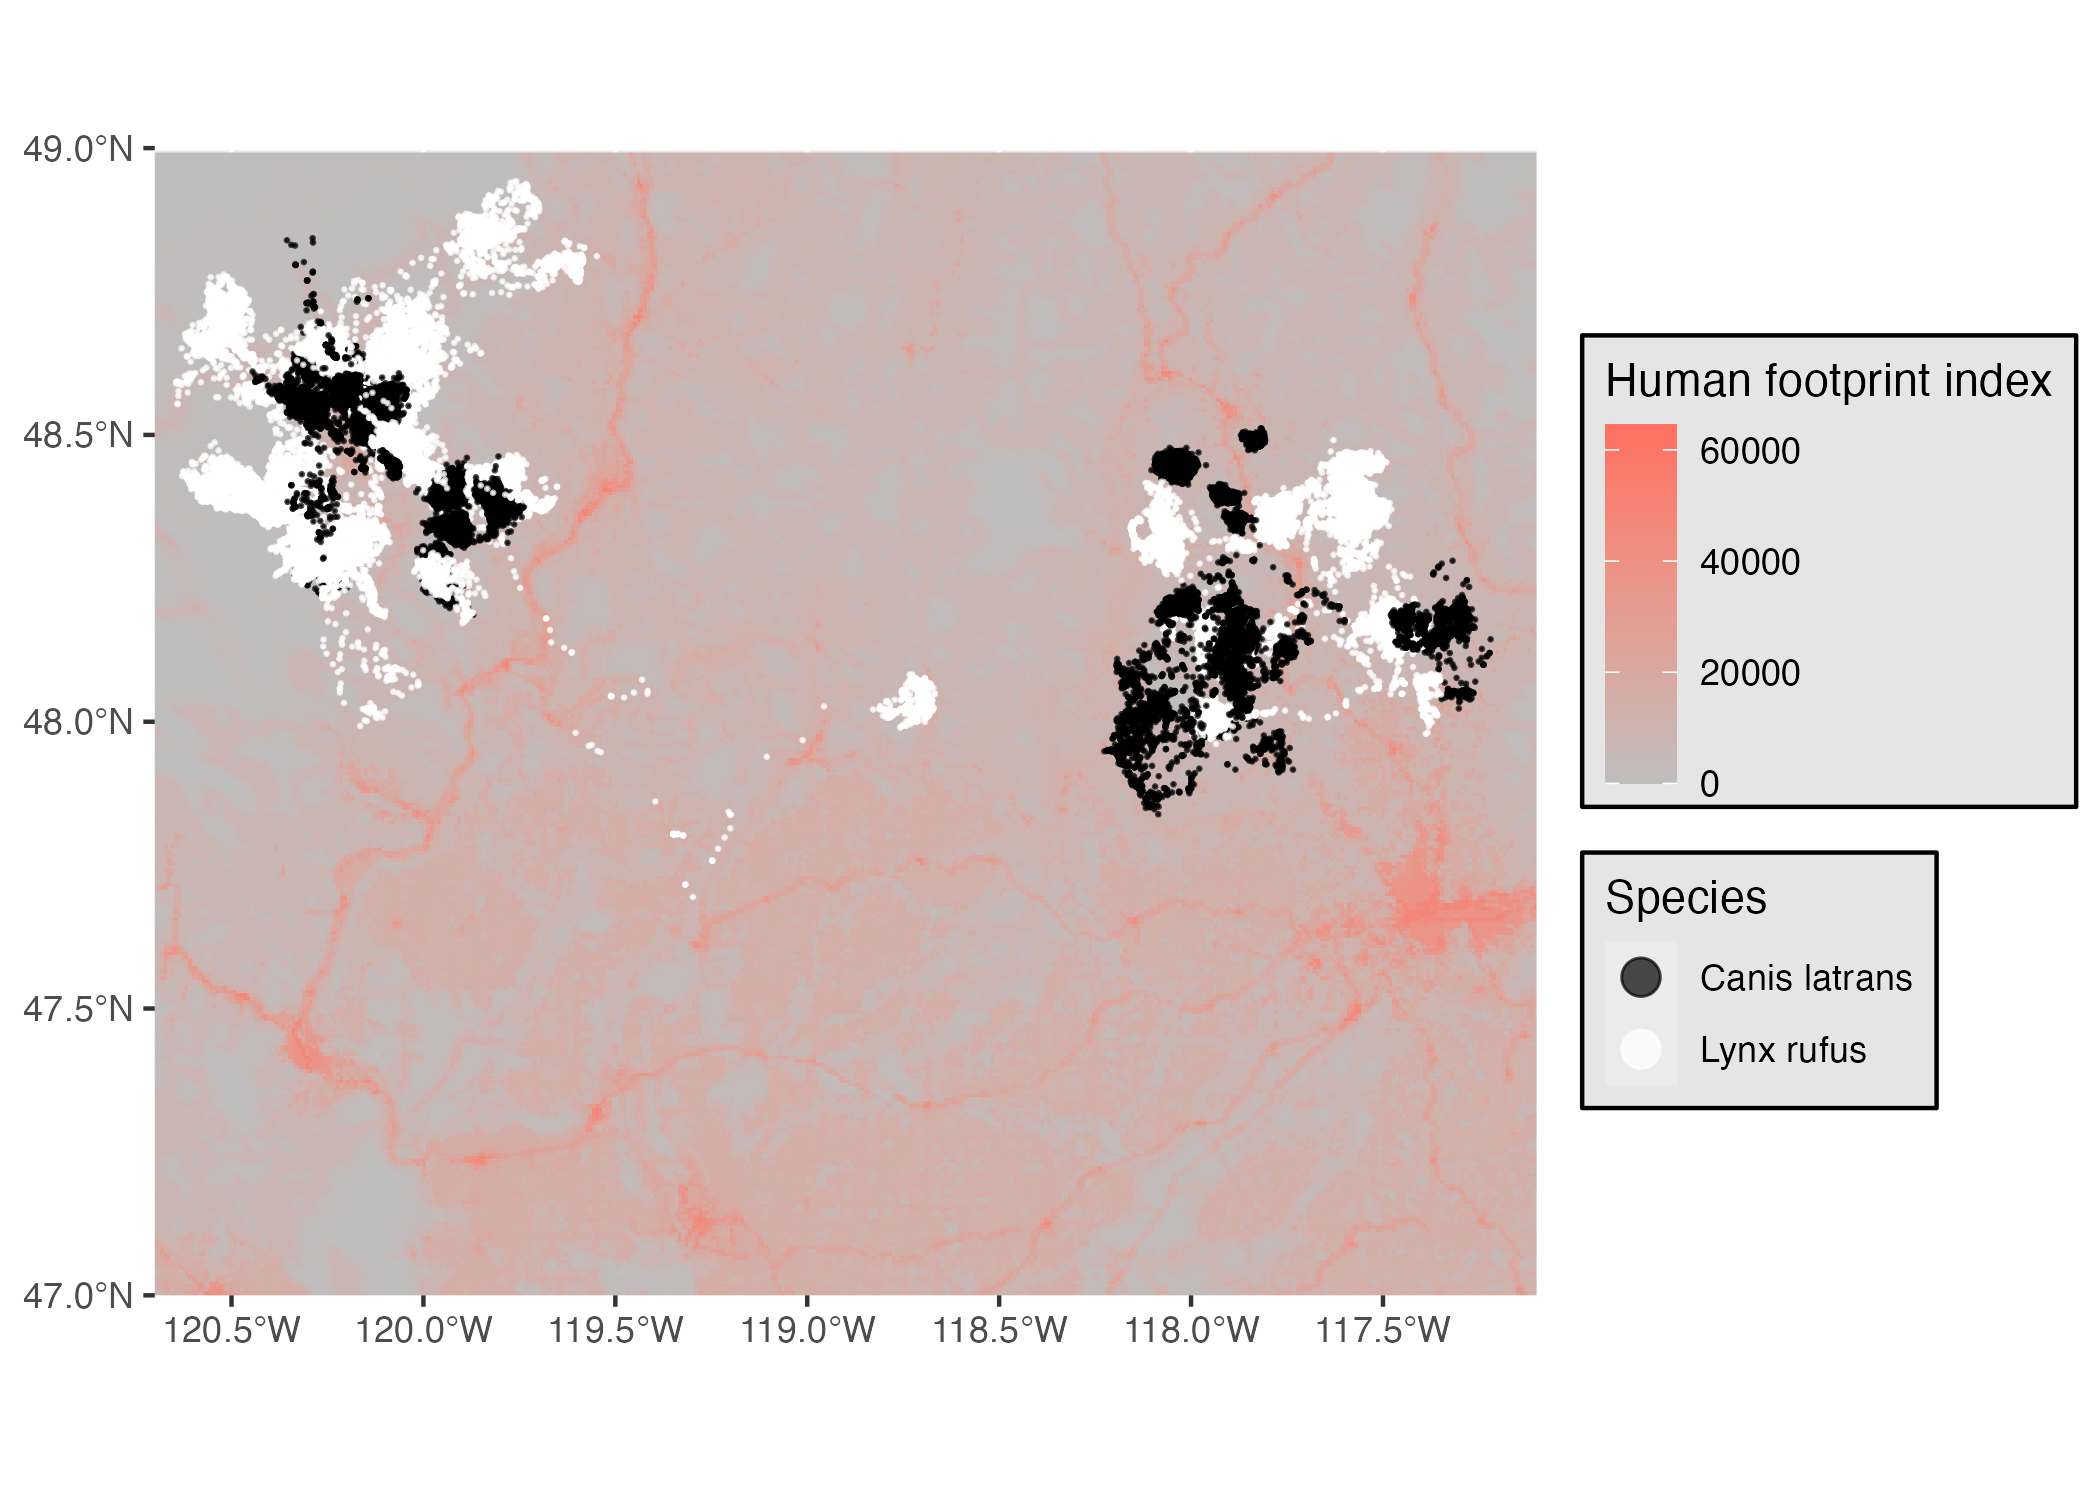 49.0°N
48.5°N
48.0°N
47.5°N
47.0°N
120.5°W 120.0°W 119.5°W 119.0°W 118.5°W 118.0°W 117.5°W
Human footprint index
60000
40000
20000
0
Species
Canis latrans
Lynx rufus